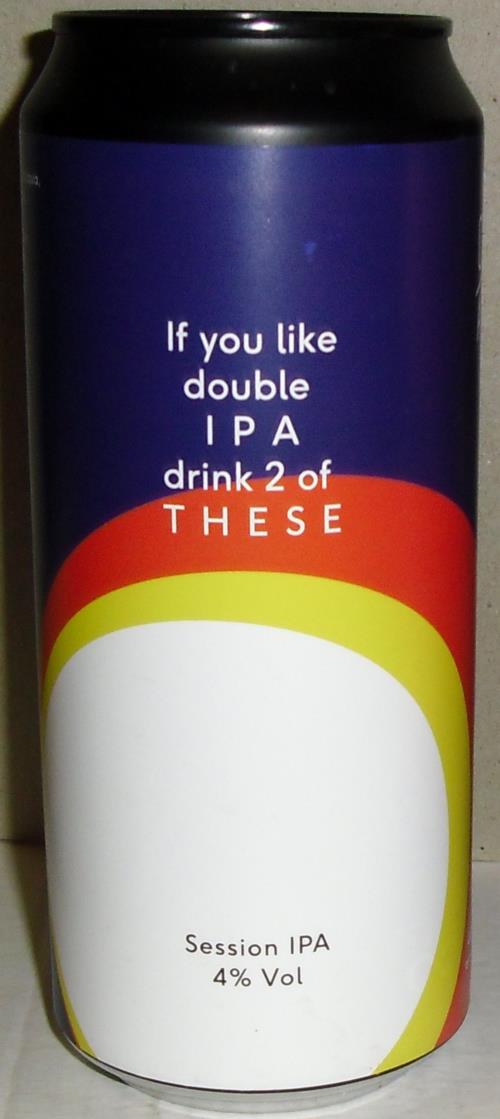 If you like
double
I P A
drink 2 of
T H E S E
Session IPA
4% Vol